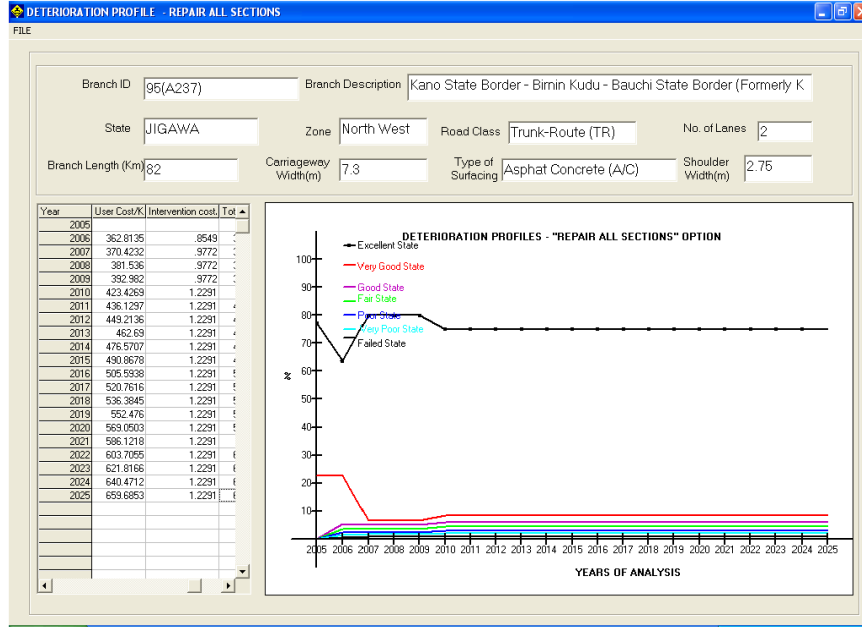 DETERIORATION PROFILE - REPAIR ALL SECTIONS
FILE
Branch ID 95(A237) Branch Description Kano State Border - Birnin Kudu - Bauchi State Border (Formerly K
State JIGAWA Zone North West Road Class Trunk-Route (TR) No. of Lanes 2
Branch Length (Km) 82 Carriageway Width(m) 7.3 Type of Surfacing Asphat Concrete (A/C) Shoulder Width(m) 2.75
Year User Cost/K Intervention cost. Tot
2005
2006 362.8135 .8549
2007 370.4232 .9772
2008 381.536 .9772
2009 392.982 .9772
2010 423.4269 1.2291
2011 436.1297 1.2291
2012 449.2136 1.2291
2013 462.69 1.2291
2014 476.5707 1.2291
2015 490.8678 1.2291
2016 505.5938 1.2291
2017 520.7616 1.2291
2018 536.3845 1.2291
2019 552.476 1.2291
2020 569.0503 1.2291
2021 586.1218 1.2291
2022 603.7055 1.2291
2023 621.8166 1.2291
2024 640.4712 1.2291
2025 659.6853 1.2291
DETERIORATION PROFILES - "REPAIR ALL SECTIONS" OPTION
Excellent State
Very Good State
Good State
Fair State
Poor State
Very Poor State
Failed State
100
90
80
70
60
50
40
30
20
10
%
2005 2006 2007 2008 2009 2010 2011 2012 2013 2014 2015 2016 2017 2018 2019 2020 2021 2022 2023 2024 2025
YEARS OF ANALYSIS